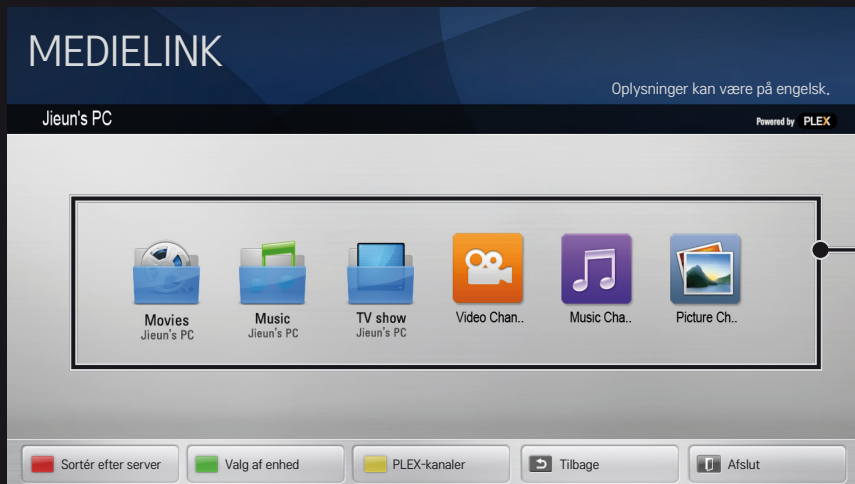 MEDIELINK
Oplysninger kan være på engelsk.
Jieun's PC
Powered by PLEX
Movies
Jieun's PC
Music
Jieun's PC
TV show
Jieun's PC
Video Chan..
Music Cha..
Picture Ch..
Sortér efter server
Valg af enhed
PLEX-kanaler
Tilbage
Afslut